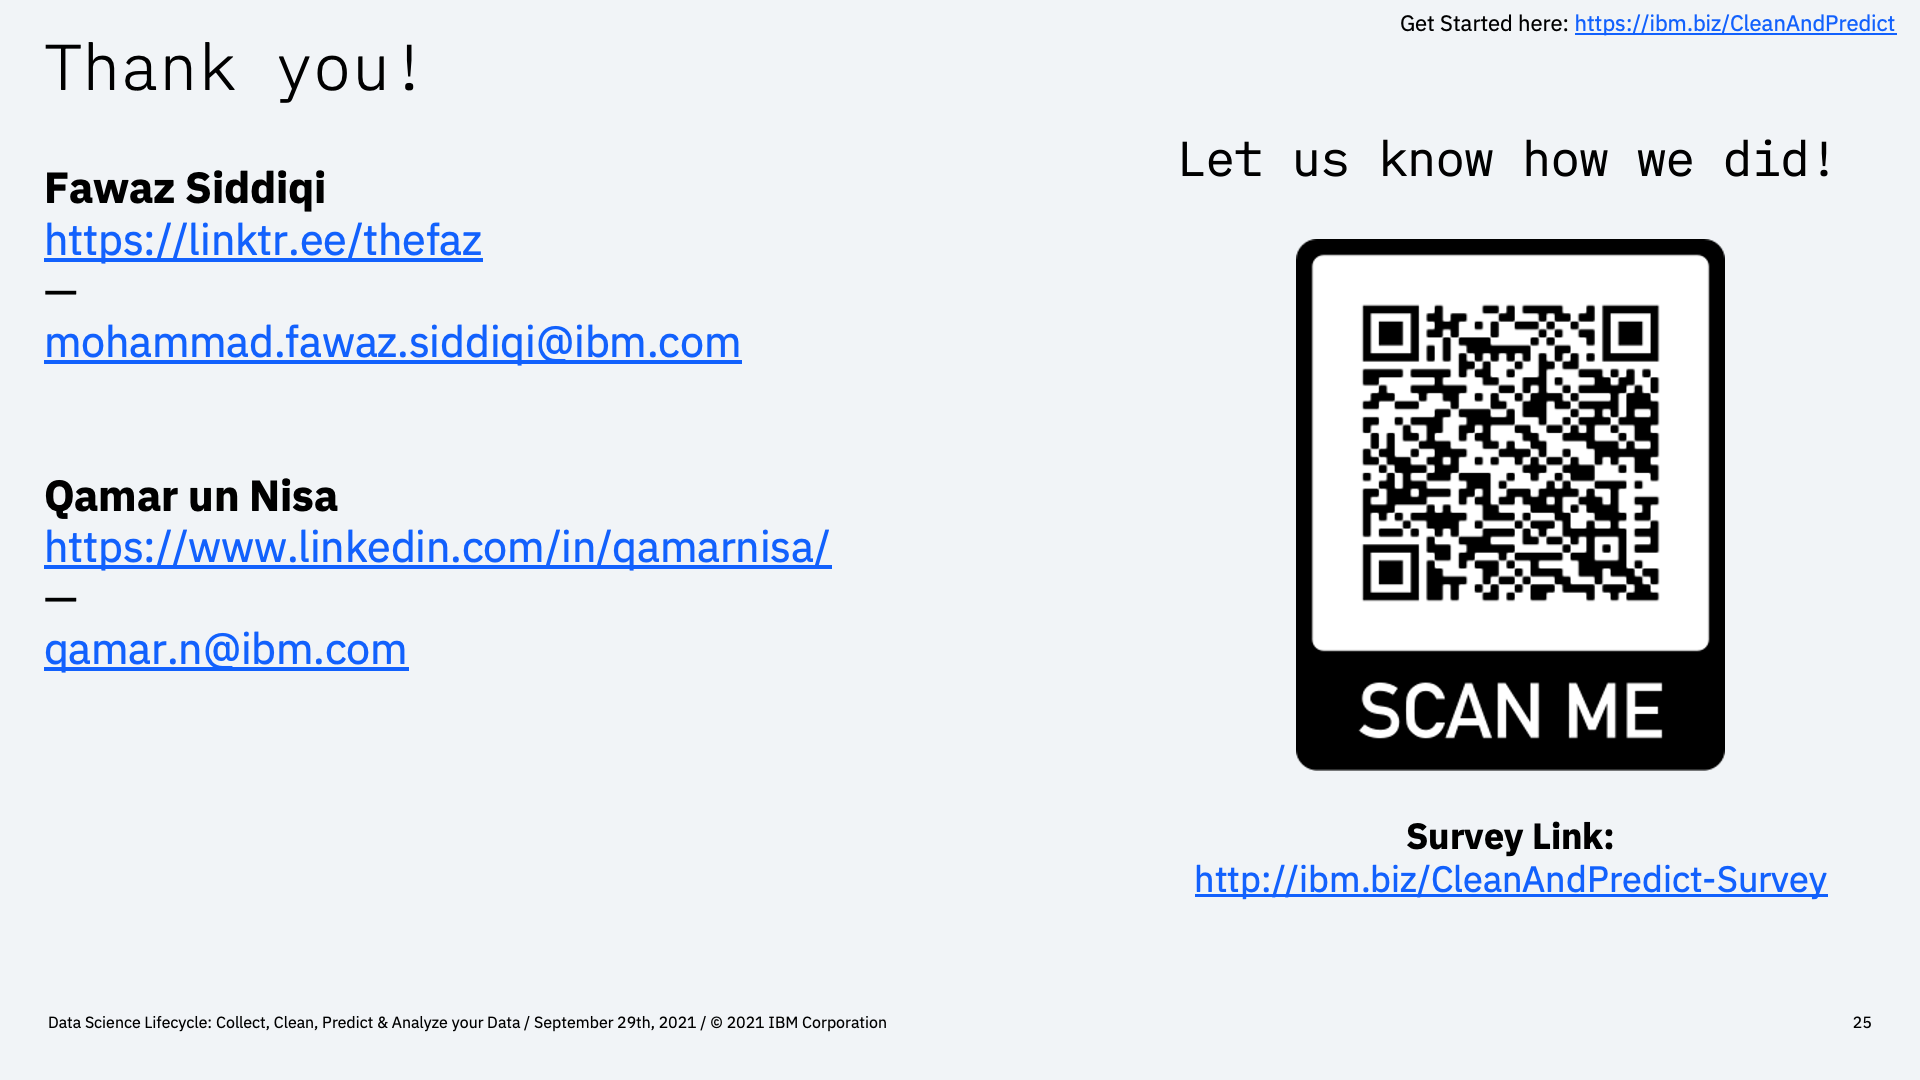 Get Started here: https://ibm.biz/CleanAndPredict
Thank you!
Fawaz Siddiqi
https://linktr.ee/thefaz
—
mohammad.fawaz.siddiqi@ibm.com
Qamar un Nisa
https://www.linkedin.com/in/qamarnisa/
—
qamar.n@ibm.com
Let us know how we did!
SCAN ME
Survey Link:
http://ibm.biz/CleanAndPredict-Survey
Data Science Lifecycle: Collect, Clean, Predict & Analyze your Data / September 29th, 2021 / © 2021 IBM Corporation
25